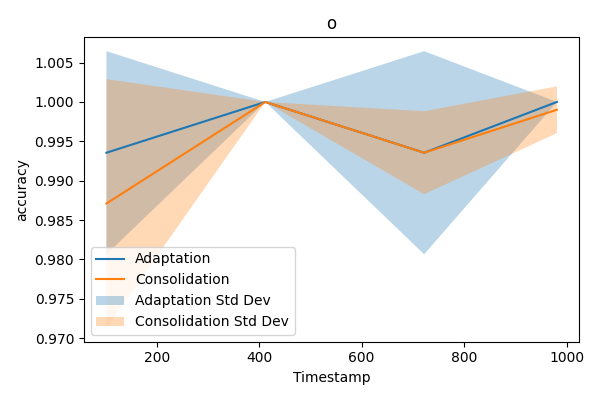 o
1.005
1.000
0.995
0.990
0.985
0.980
0.975
0.970
accuracy
Adaptation
Consolidation
Adaptation Std Dev
Consolidation Std Dev
200
400
600
800
1000
Timestamp